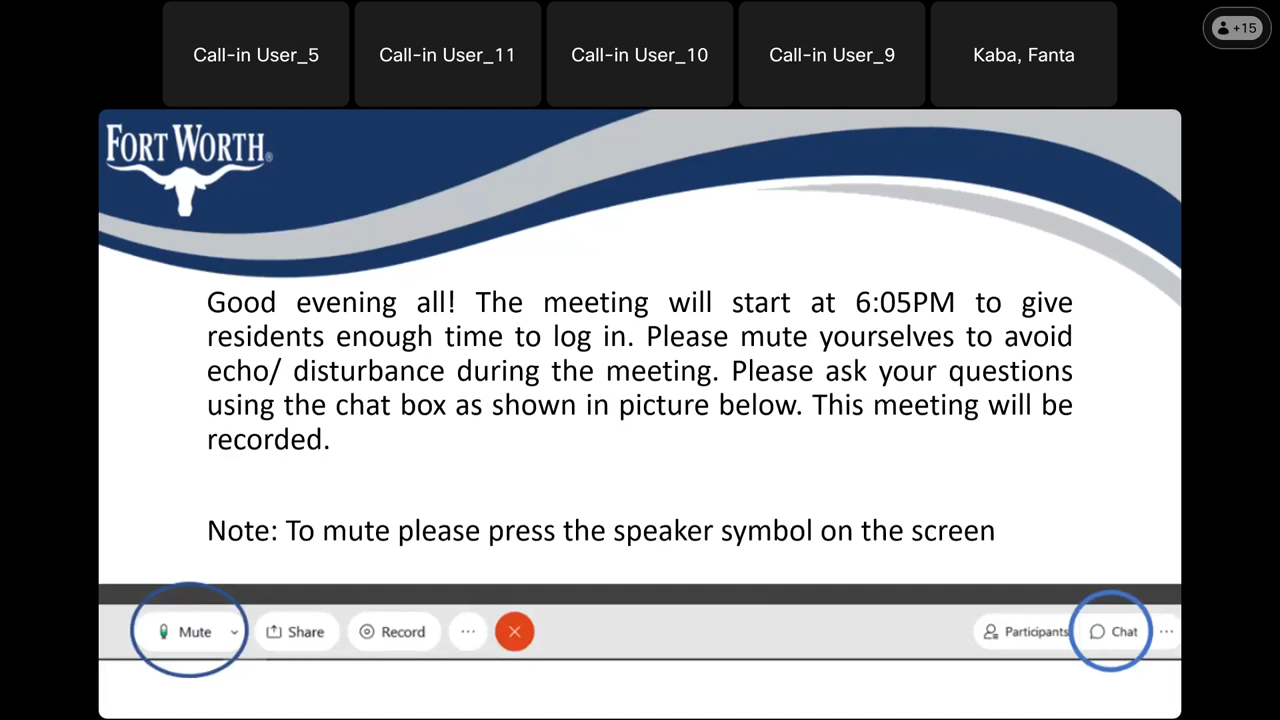 Call-in User_5
Call-in User_11
Call-in User_10
Call-in User_9
Kaba, Fanta
+15
FORT WORTH®
Good evening all! The meeting will start at 6:05PM to give
residents enough time to log in. Please mute yourselves to avoid
echo/ disturbance during the meeting. Please ask your questions
using the chat box as shown in picture below. This meeting will be
recorded.
Note: To mute please press the speaker symbol on the screen
Mute
Share
Record
Participants
Chat